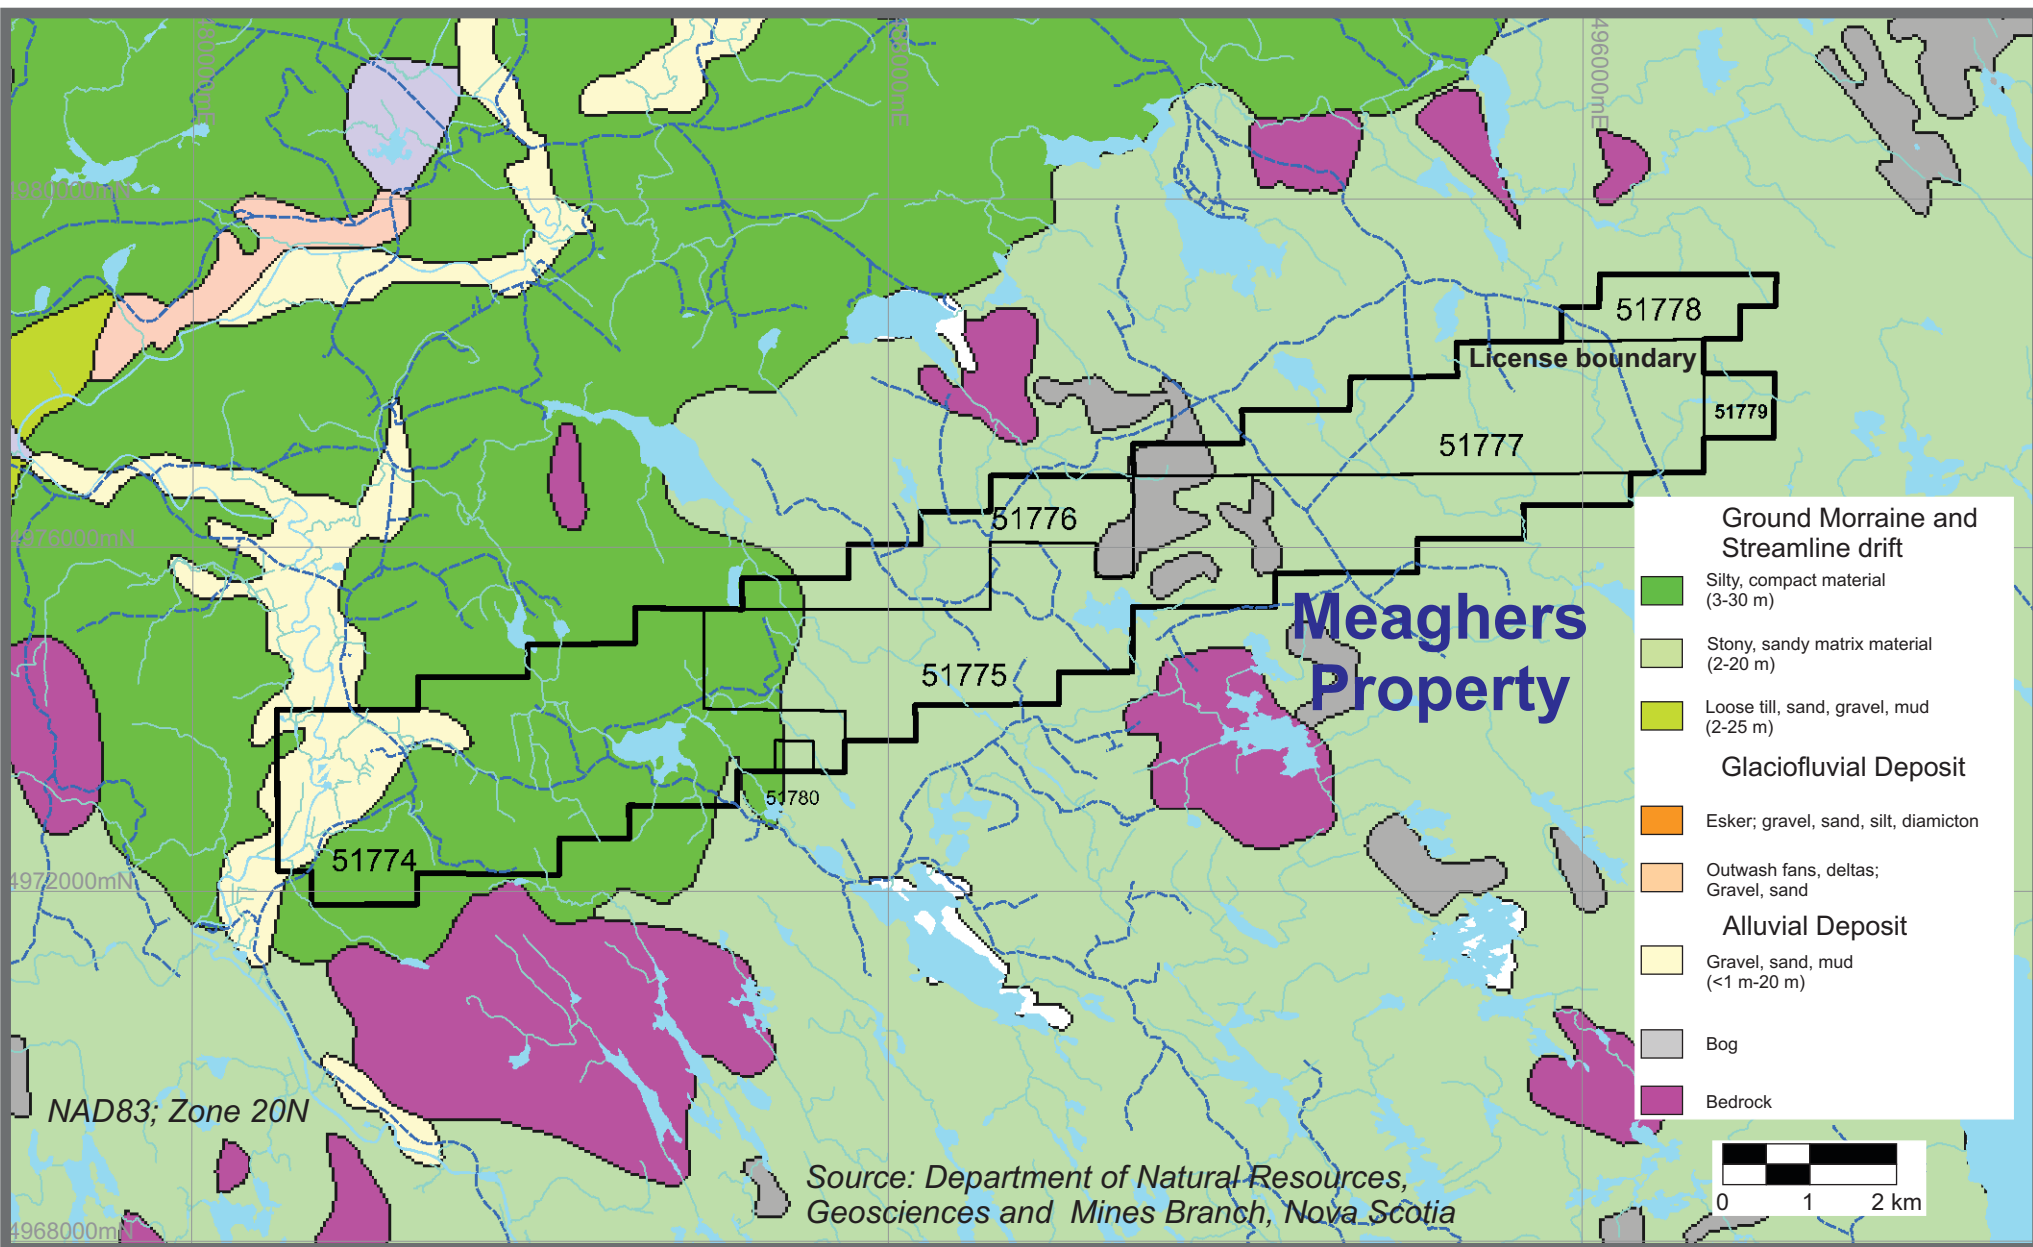 496000mE
980000mN
51778
License boundary
51779
51777
51776
976000mN
Meaghers
Property
51775
51780
51774
4972000mN
NAD83; Zone 20N
Source: Department of Natural Resources,
Geosciences and Mines Branch, Nova Scotia
4968000mN
Ground Morraine and
Streamline drift
Silty, compact material
(3-30 m)
Stony, sandy matrix material
(2-20 m)
Loose till, sand, gravel, mud
(2-25 m)
Glaciofluvial Deposit
Esker; gravel, sand, silt, diamicton
Outwash fans, deltas;
Gravel, sand
Alluvial Deposit
Gravel, sand, mud
(<1 m-20 m)
Bog
Bedrock
0 1 2 km